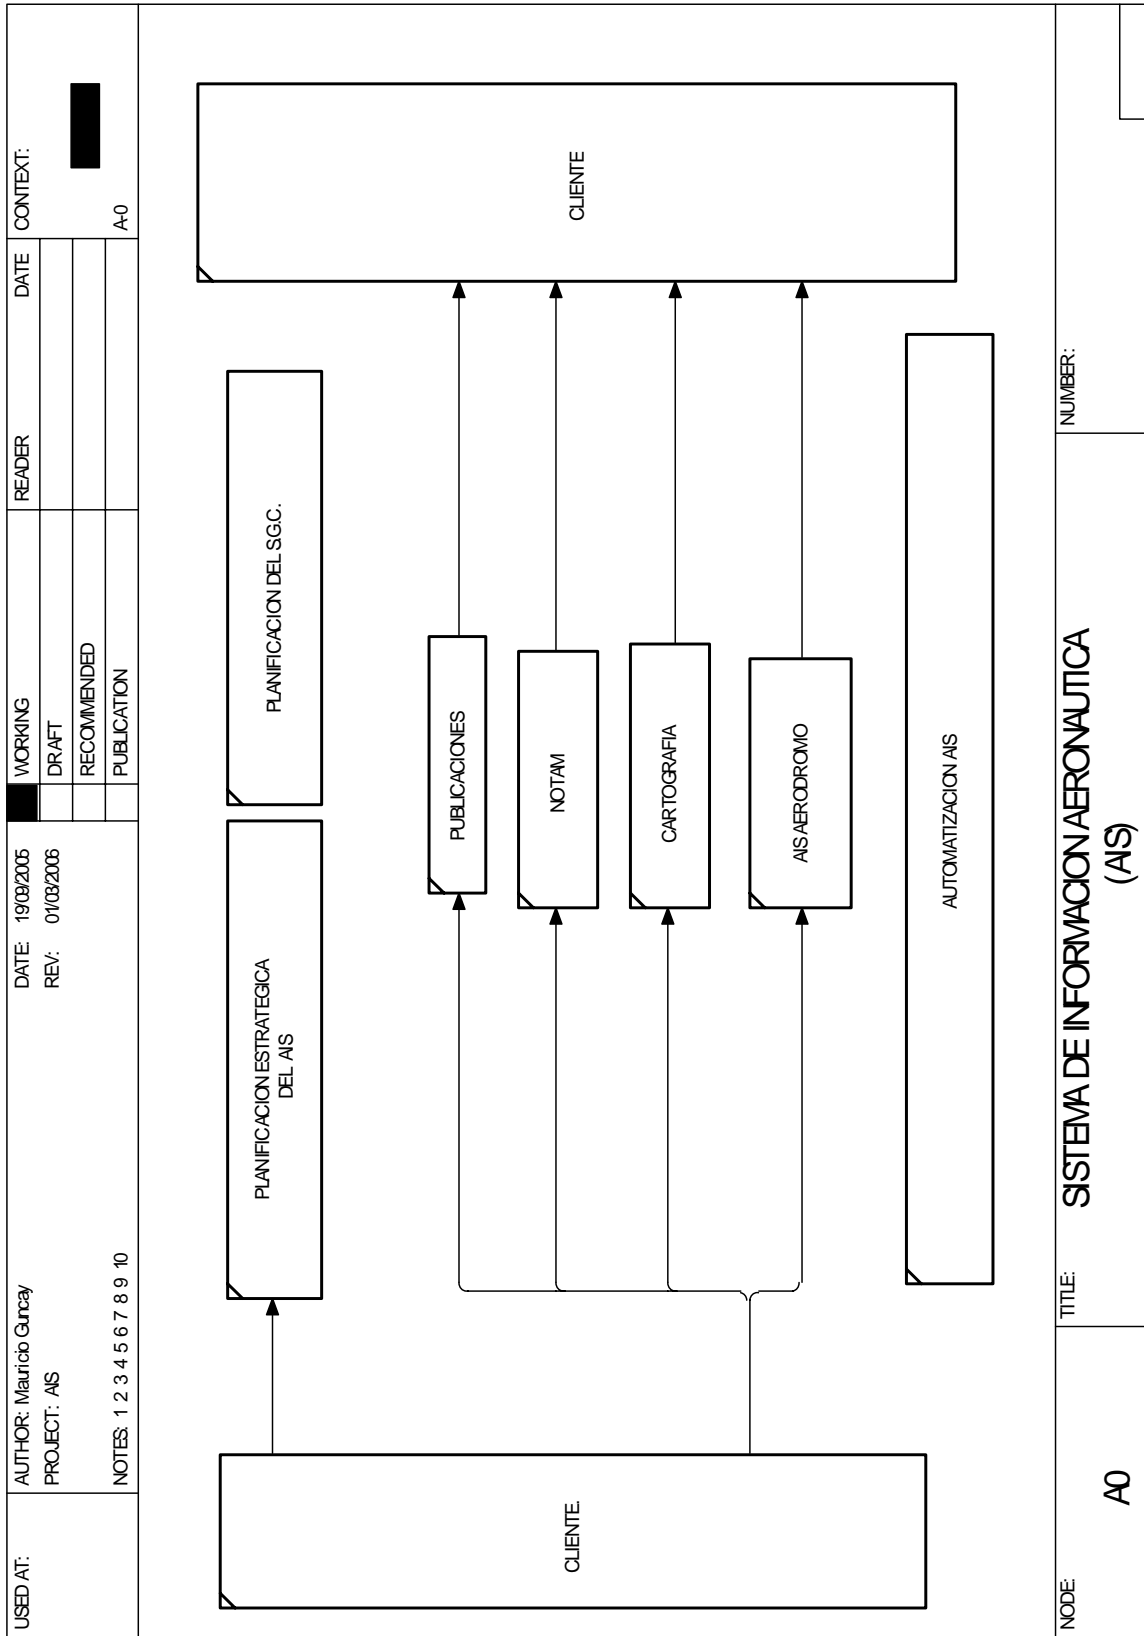 USED AT:
AUTHOR: Mauricio Guncay
DATE: 19/09/2005
WORKING
READER
DATE
CONTEXT:
PROJECT: AIS
REV: 01/03/2006
DRAFT
RECOMMENDED
NOTES: 1 2 3 4 5 6 7 8 9 10
PUBLICATION
A-0
PLANIFICACION ESTRATEGICA
DEL AIS
PLANIFICACION DEL S.G.C.
CLIENTE.
PUBLICACIONES
NOTAM
CARTOGRAFIA
AIS AERODROMO
CLIENTE
AUTOMATIZACION AIS
NODE:
A0
TITLE:
SISTEMA DE INFORMACION AERONAUTICA
(AIS)
NUMBER: